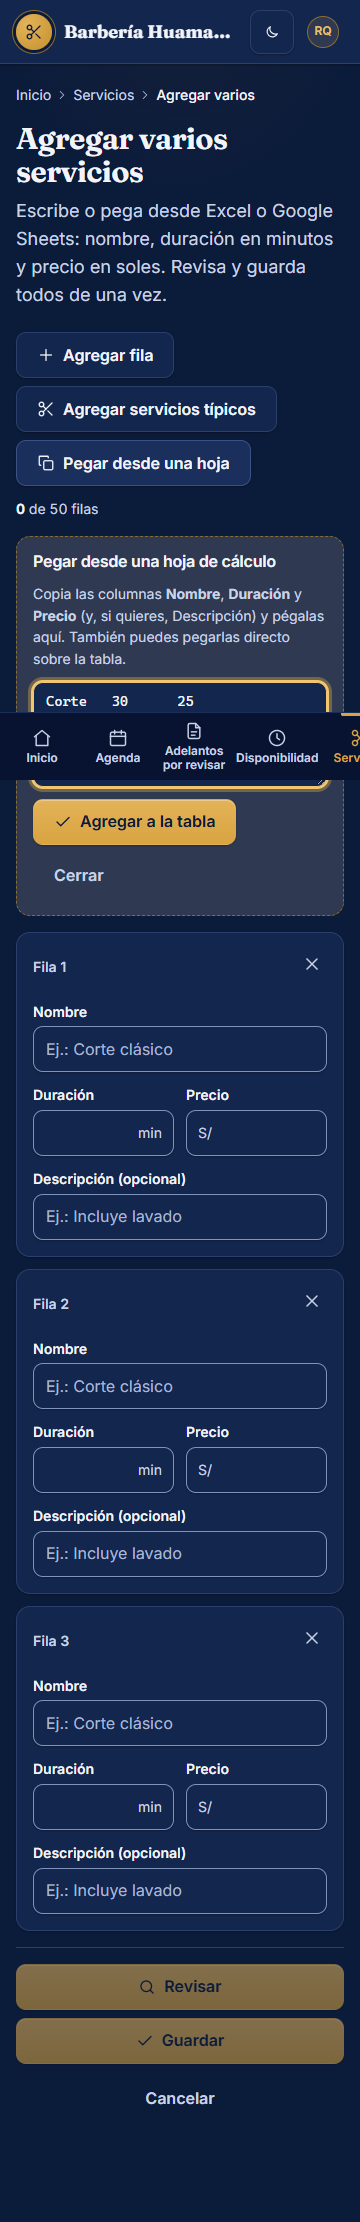 Barbería Huama...
RQ
Inicio > Servicios > Agregar varios
Agregar varios
servicios
Escribe o pega desde Excel o Google
Sheets: nombre, duración en minutos
y precio en soles. Revisa y guarda
todos de una vez.
Agregar fila
Agregar servicios típicos
Pegar desde una hoja
0 de 50 filas
Pegar desde una hoja de cálculo
Copia las columnas Nombre, Duración y
Precio (y, si quieres, Descripción) y pégalas
aquí. También puedes pegarlas directo
sobre la tabla.
Corte 30 25
Inicio
Agenda
Adelantos
por revisar
Disponibilidad
Agregar a la tabla
Cerrar
Fila 1
Nombre
Ej.: Corte clásico
Duración Precio
min S/
Descripción (opcional)
Ej.: Incluye lavado
Fila 2
Nombre
Ej.: Corte clásico
Duración Precio
min S/
Descripción (opcional)
Ej.: Incluye lavado
Fila 3
Nombre
Ej.: Corte clásico
Duración Precio
min S/
Descripción (opcional)
Ej.: Incluye lavado
Revisar
Guardar
Cancelar